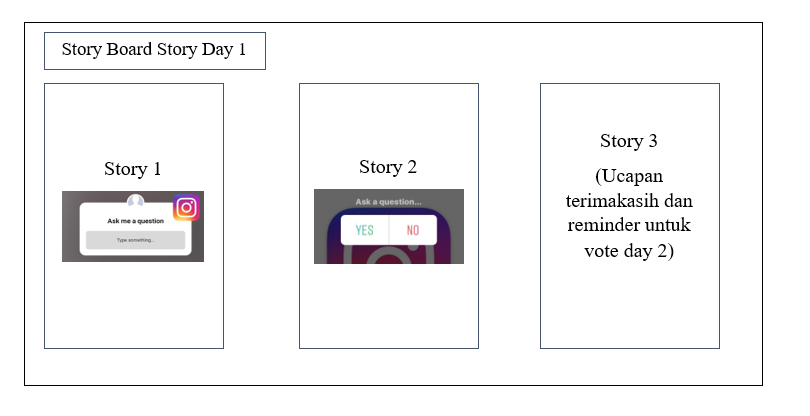 Story Board Story Day 1
Story 1
Ask me a question
Type something...
Story 2
Ask a question...
YES
NO
Story 3
(Ucapan
terimakasih dan
reminder untuk
vote day 2)